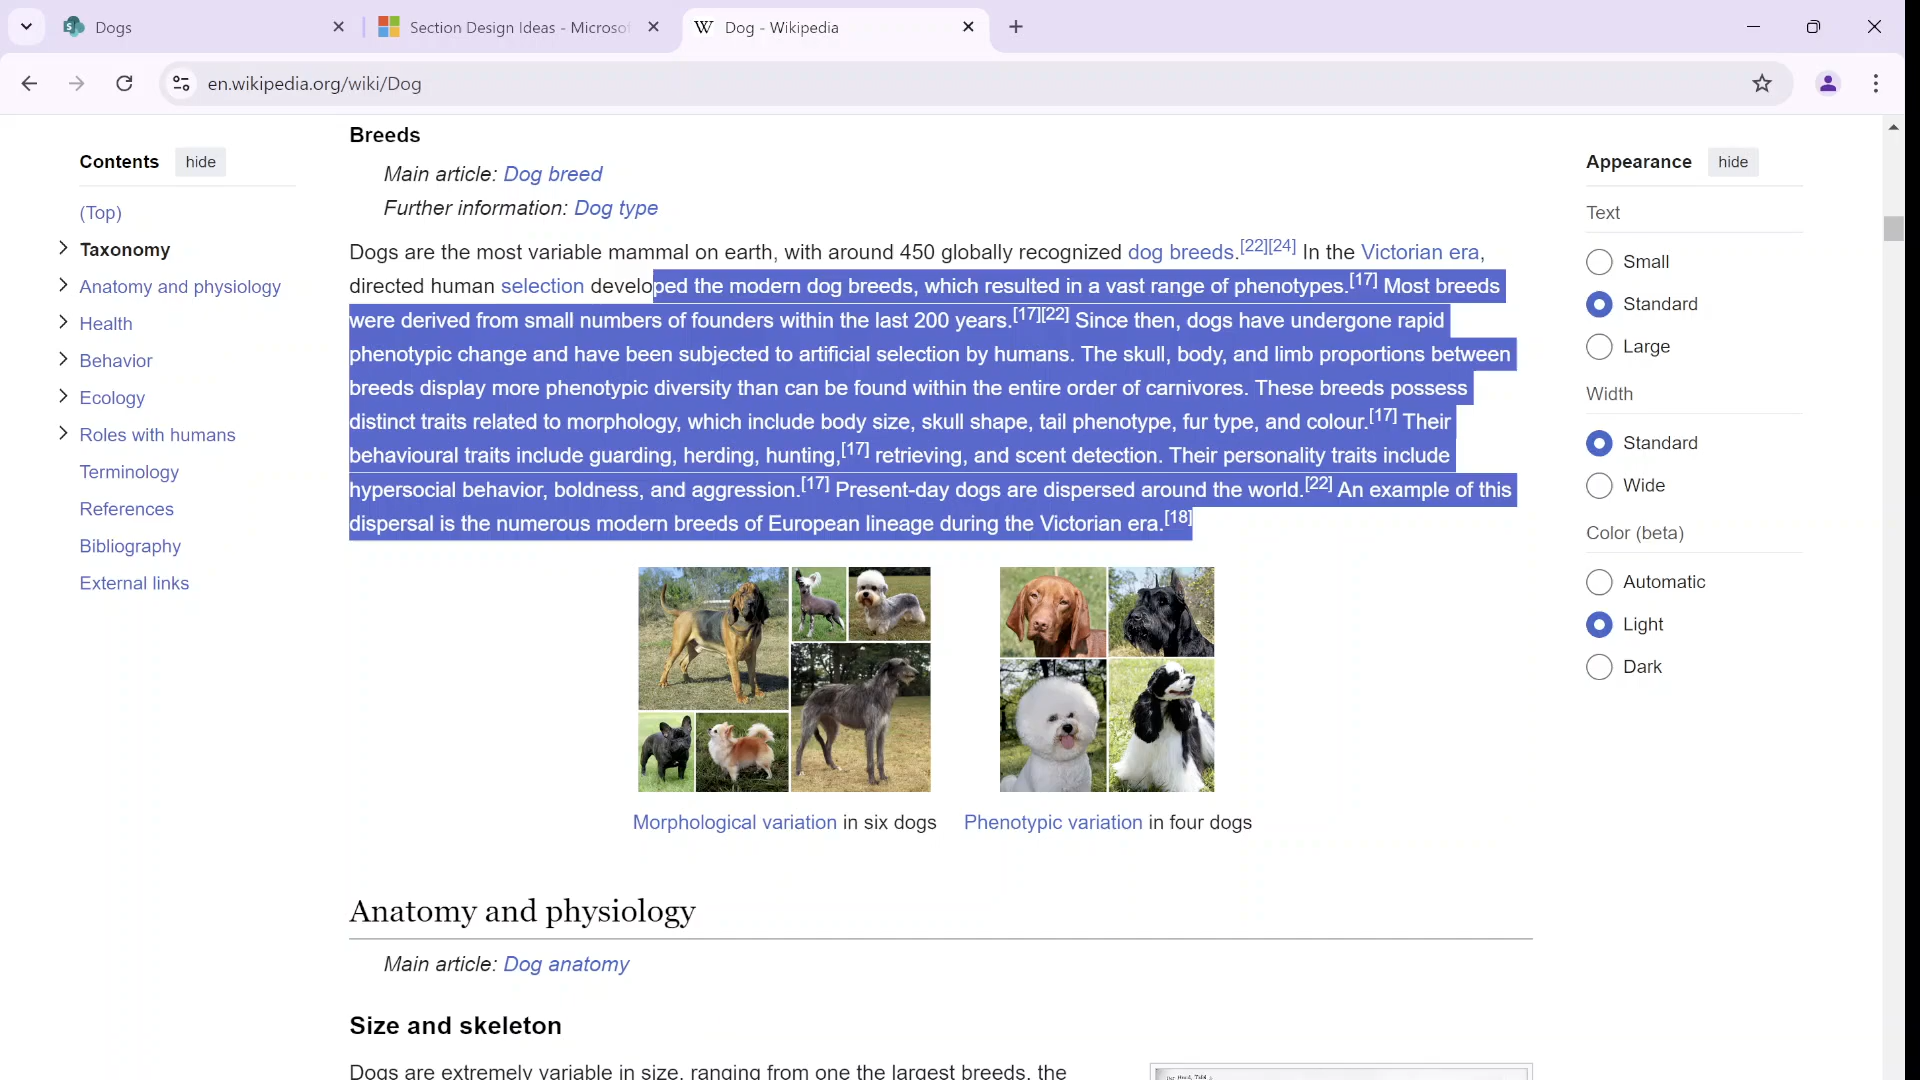 Dogs
Section Design Ideas - Microsof
Dog - Wikipedia
en.wikipedia.org/wiki/Dog
Contents hide
(Top)
Taxonomy
Anatomy and physiology
Health
Behavior
Ecology
Roles with humans
Terminology
References
Bibliography
External links
Breeds
Main article: Dog breed
Further information: Dog type
Dogs are the most variable mammal on earth, with around 450 globally recognized dog breeds.[22][24] In the Victorian era,
directed human selection developed the modern dog breeds, which resulted in a vast range of phenotypes.[17] Most breeds
were derived from small numbers of founders within the last 200 years.[17][22] Since then, dogs have undergone rapid
phenotypic change and have been subjected to artificial selection by humans. The skull, body, and limb proportions between
breeds display more phenotypic diversity than can be found within the entire order of carnivores. These breeds possess
distinct traits related to morphology, which include body size, skull shape, tail phenotype, fur type, and colour.[17] Their
behavioural traits include guarding, herding, hunting,[17] retrieving, and scent detection. Their personality traits include
hypersocial behavior, boldness, and aggression.[17] Present-day dogs are dispersed around the world.[22] An example of this
dispersal is the numerous modern breeds of European lineage during the Victorian era.[18]
Morphological variation in six dogs
Phenotypic variation in four dogs
Anatomy and physiology
Main article: Dog anatomy
Size and skeleton
Dogs are extremely variable in size, ranging from one the largest breeds, the
Appearance hide
Text
Small
Standard
Large
Width
Standard
Wide
Color (beta)
Automatic
Light
Dark